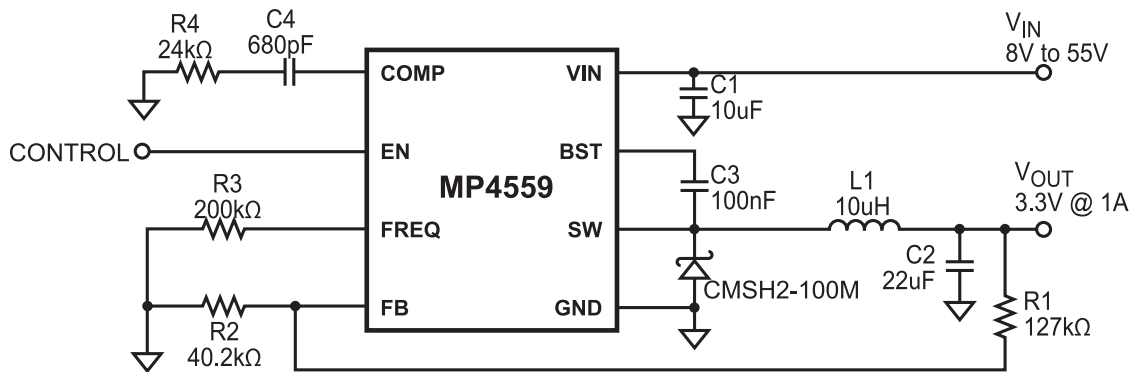 R4
24kΩ
C4
680pF
VIN
8V to 55V
COMP
VIN
C1
10uF
CONTROL
EN
BST
MP4559
C3
100nF
R3
200kΩ
FREQ
SW
L1
10uH
VOUT
3.3V @ 1A
C2
22uF
CMSH2-100M
R1
127kΩ
R2
40.2kΩ
FB
GND